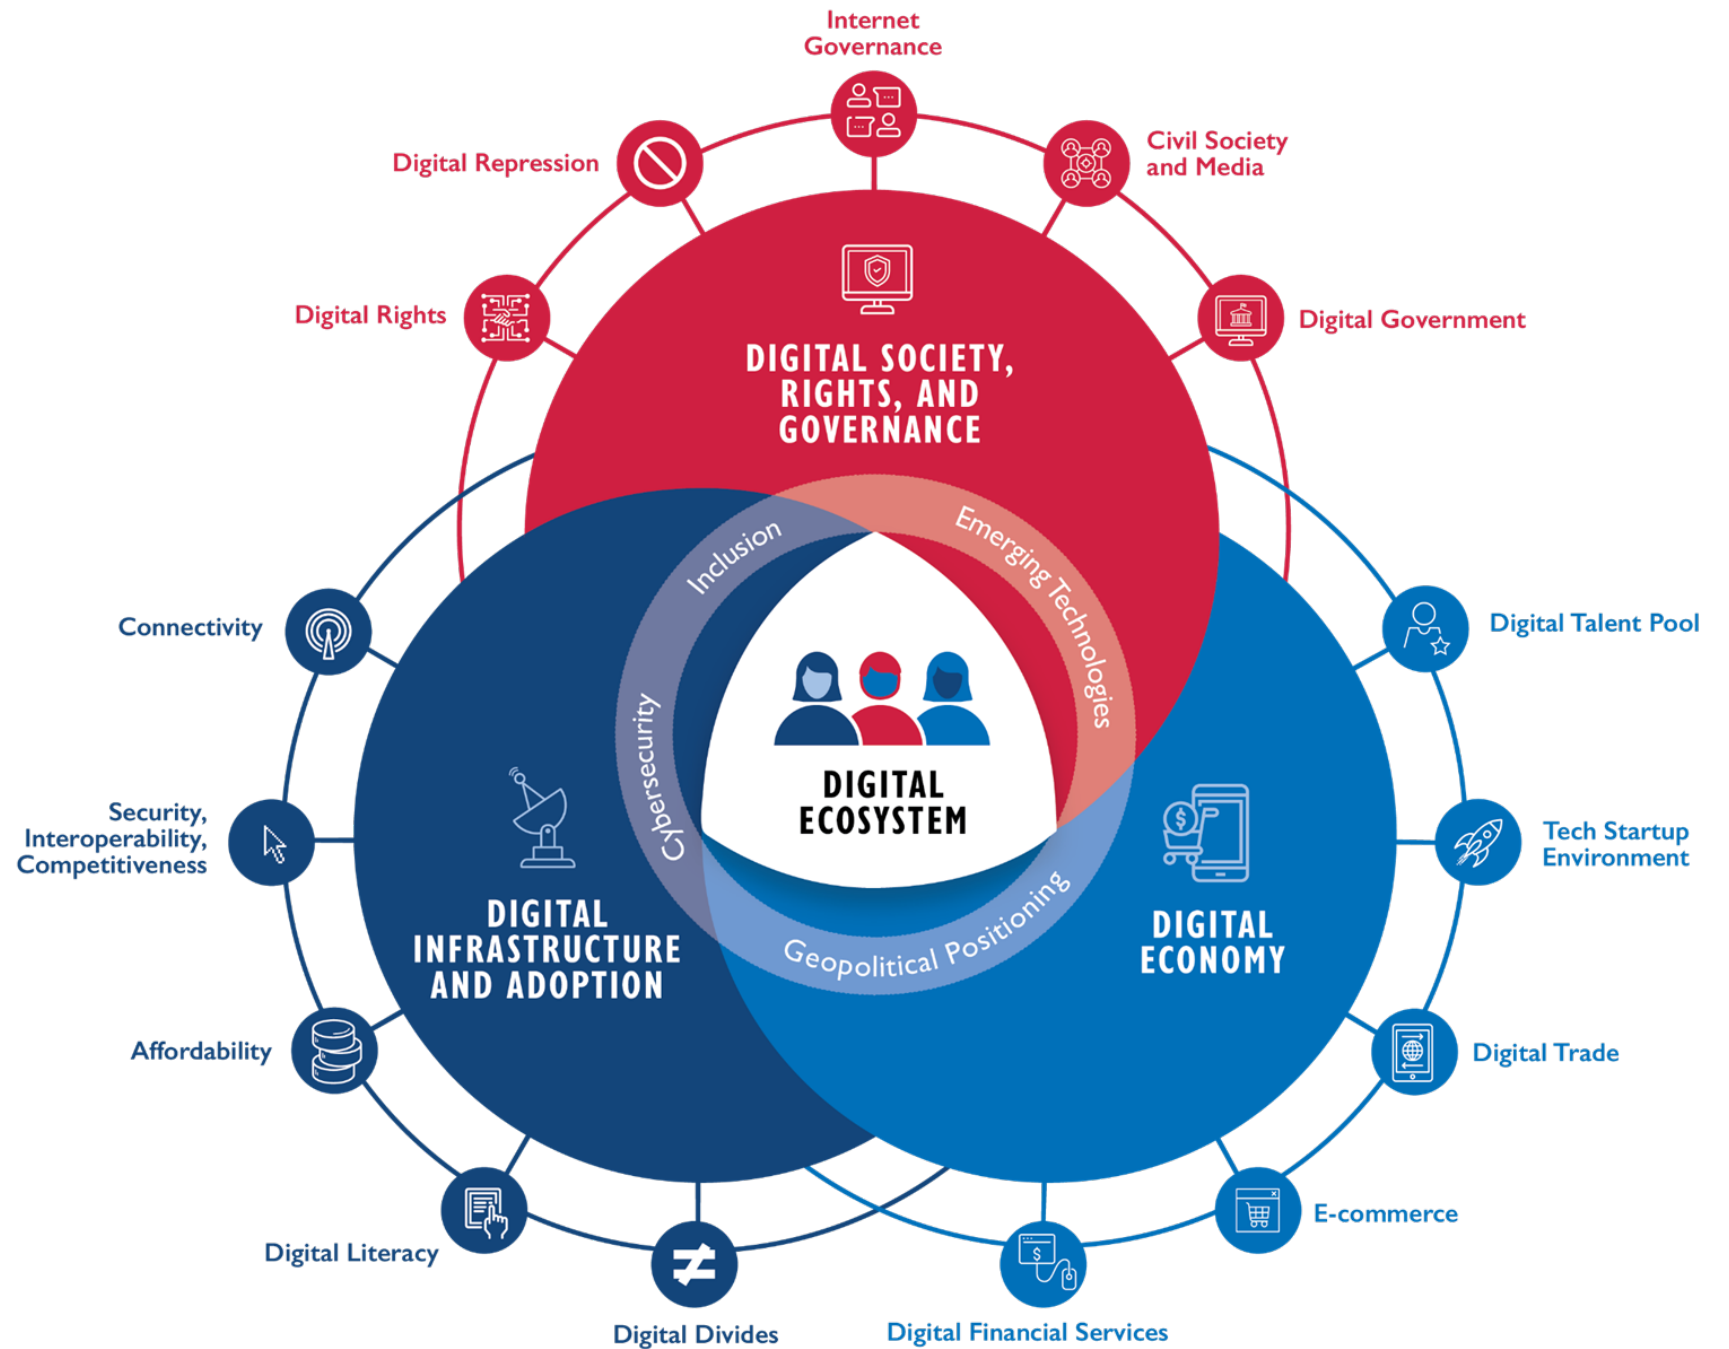 Internet
Governance
Digital Repression
Civil Society
and Media
Digital Rights
Digital Government
DIGITAL SOCIETY,
RIGHTS, AND
GOVERNANCE
Inclusion
Emerging Technologies
Cybersecurity
Geopolitical Positioning
DIGITAL
ECOSYSTEM
Connectivity
Security,
Interoperability,
Competitiveness
Affordability
Digital Literacy
Digital Divides
DIGITAL
INFRASTRUCTURE
AND ADOPTION
DIGITAL
ECONOMY
Digital Talent Pool
Tech Startup
Environment
Digital Trade
E-commerce
Digital Financial Services